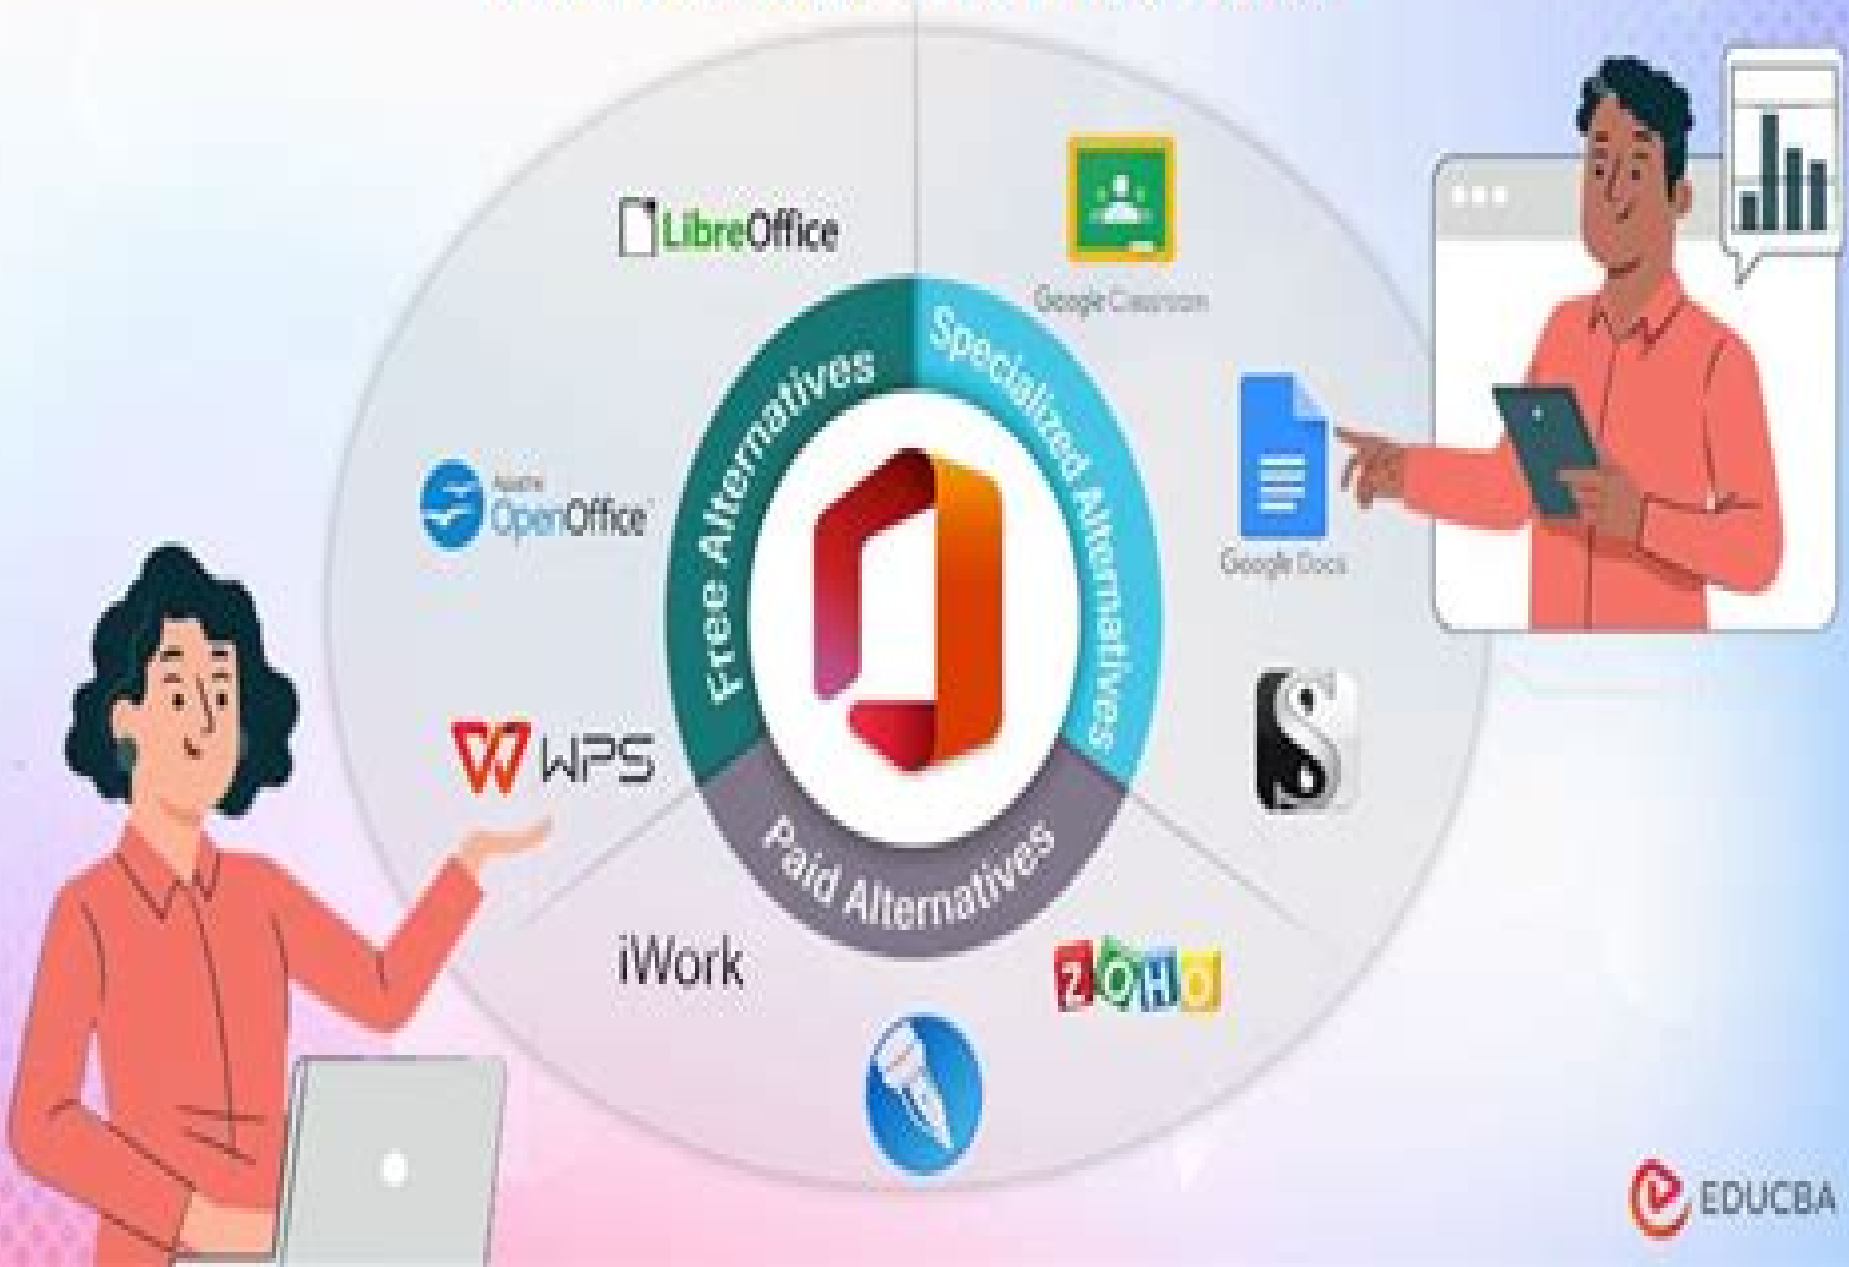 LibreOffice
Google Classroom
Free Alternatives
Specialized Alternatives
Apache
OpenOffice
Google Docs
WPS
Paid Alternatives
iWork
ZOHO
EDUCBA